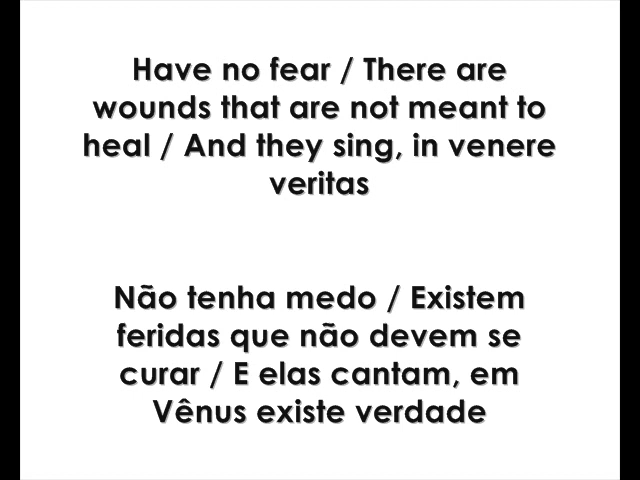 Have no fear / There are
wounds that are not meant to
heal / And they sing, in venere
veritas
Não tenha medo / Existem
feridas que não devem se
curar / E elas cantam, em
Vênus existe verdade